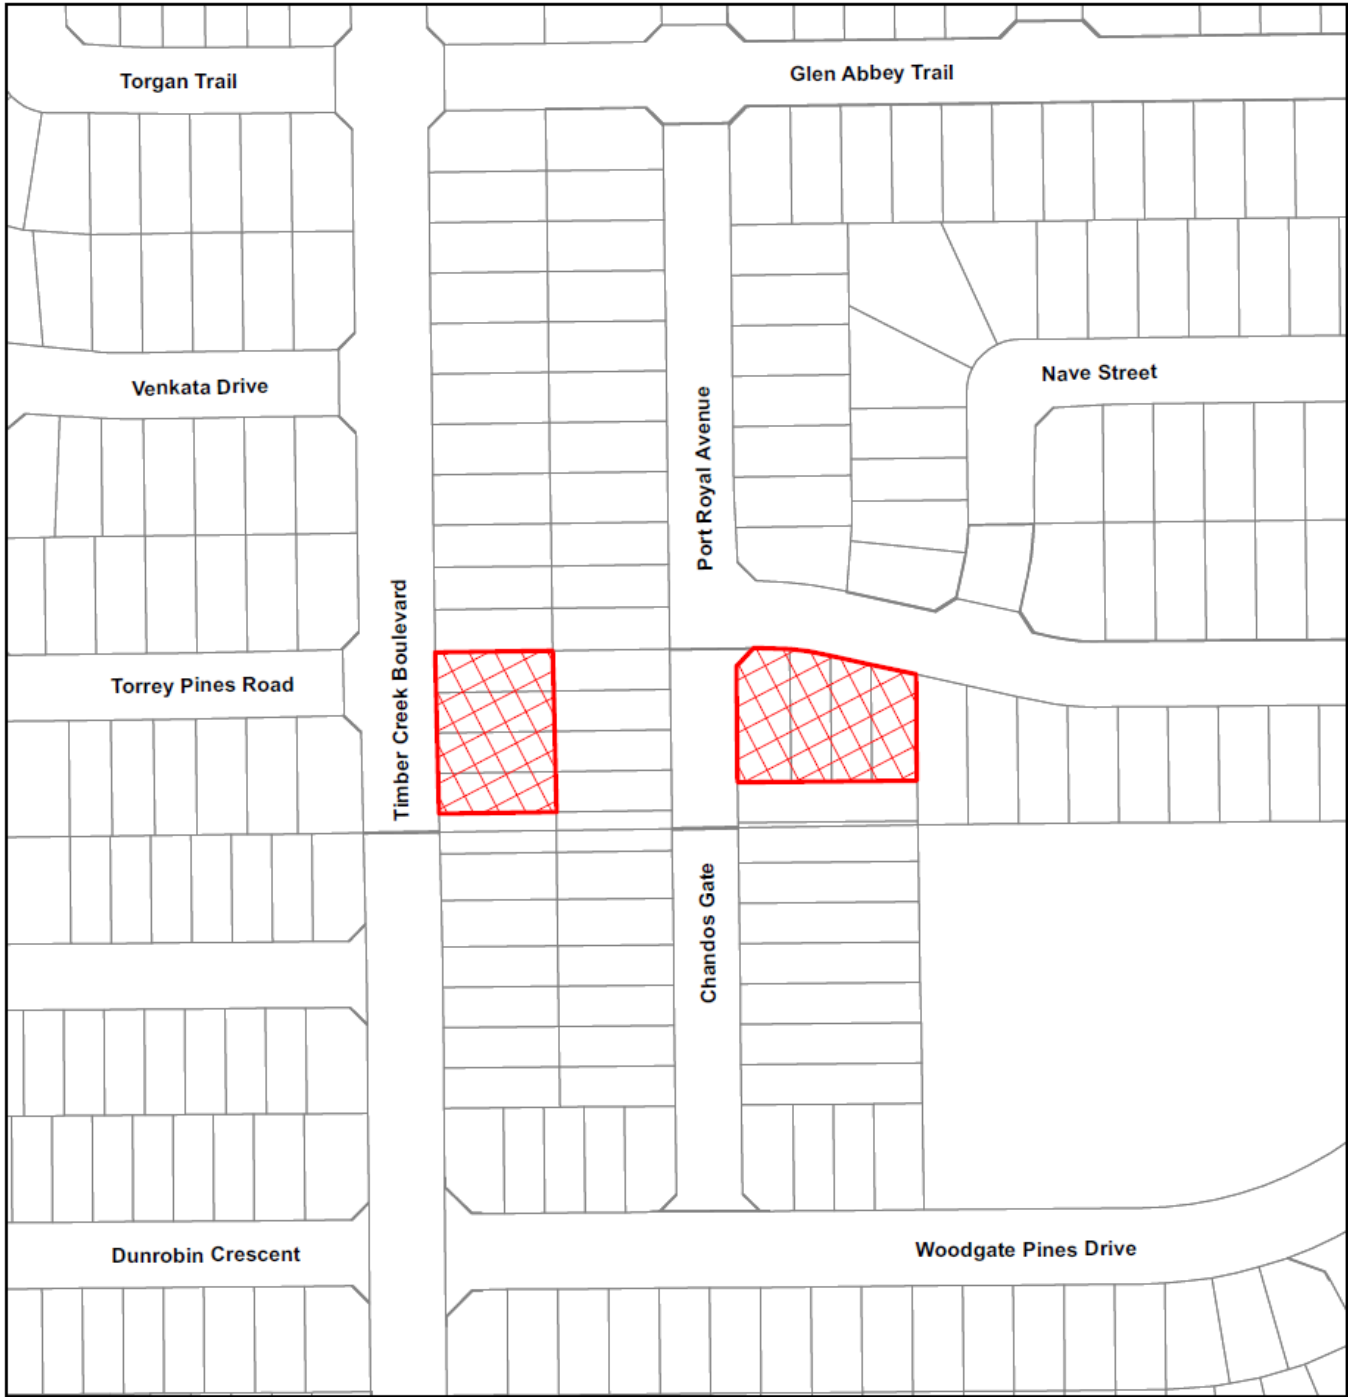 Torgan Trail
Glen Abbey Trail
Venkata Drive
Nave Street
Port Royal Avenue
Timber Creek Boulevard
Torrey Pines Road
Chandos Gate
Dunrobin Crescent
Woodgate Pines Drive